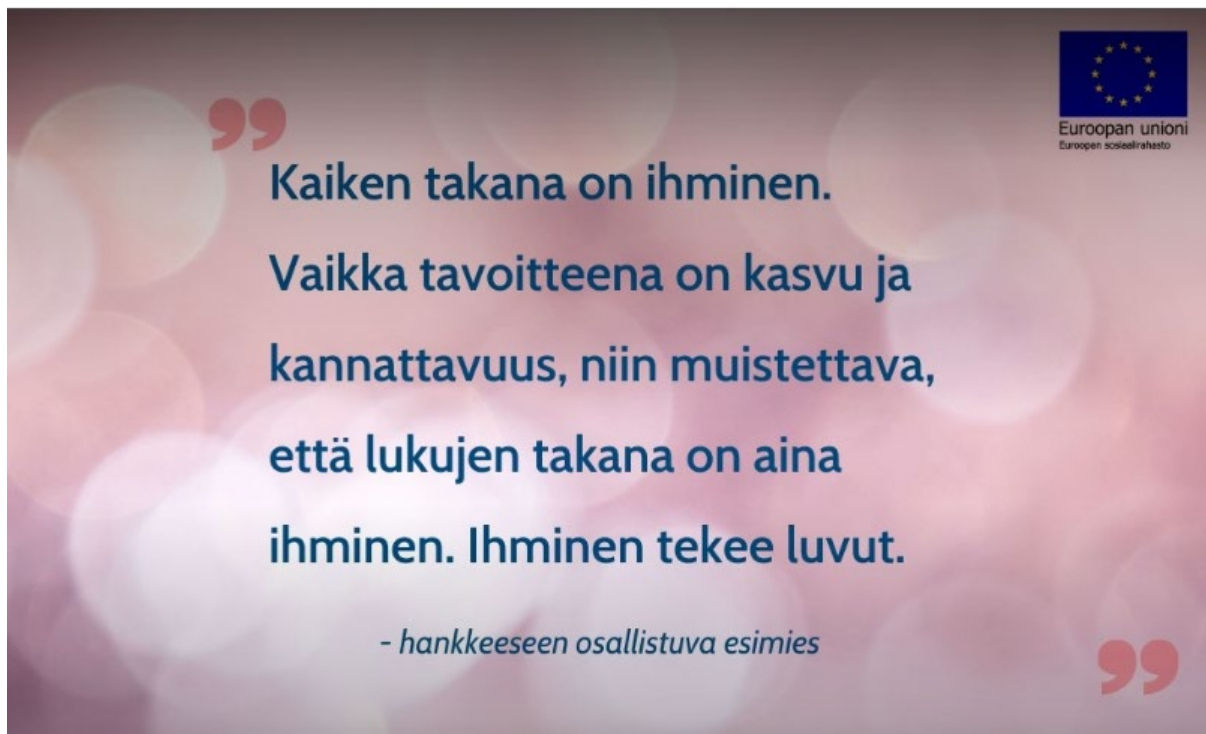 Euroopan unioni
Euroopan sosiaalirahasto
Kaiken takana on ihminen.
Vaikka tavoitteena on kasvu ja
kannattavuus, niin muistettava,
että lukujen takana on aina
ihminen. Ihminen tekee luvut.
- hankkeeseen osallistuva esimies